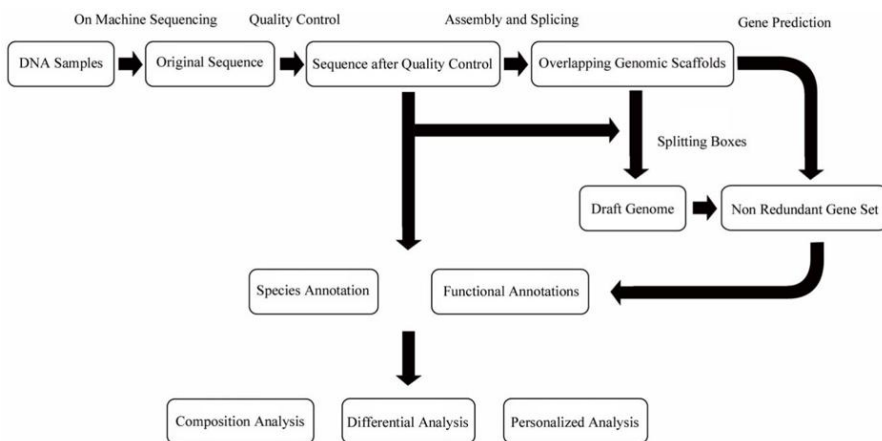 On Machine Sequencing
Quality Control
Assembly and Splicing
Gene Prediction
DNA Samples
Original Sequence
Sequence after Quality Control
Overlapping Genomic Scaffolds
Splitting Boxes
Draft Genome
Non Redundant Gene Set
Species Annotation
Functional Annotations
Composition Analysis
Differential Analysis
Personalized Analysis